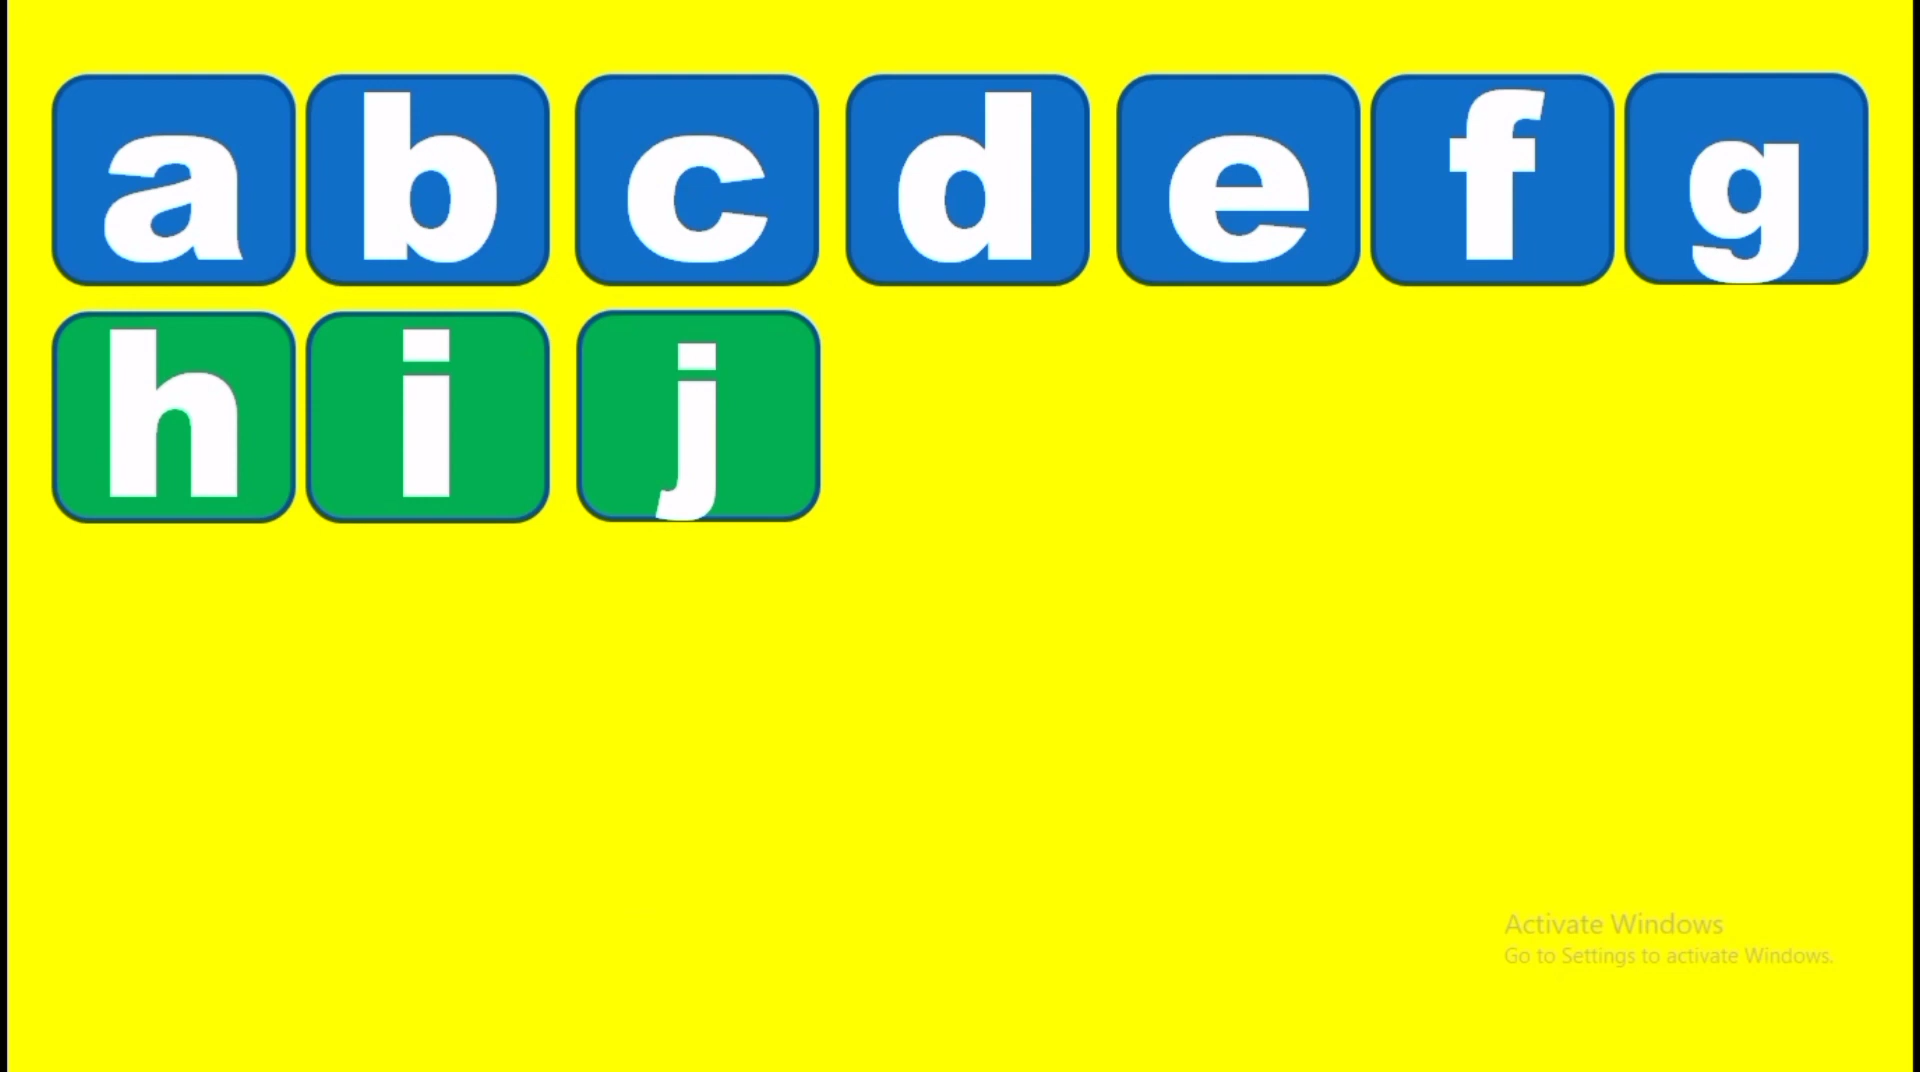 a b c d e f g
h i j
Activate Windows
Go to Settings to activate Windows.